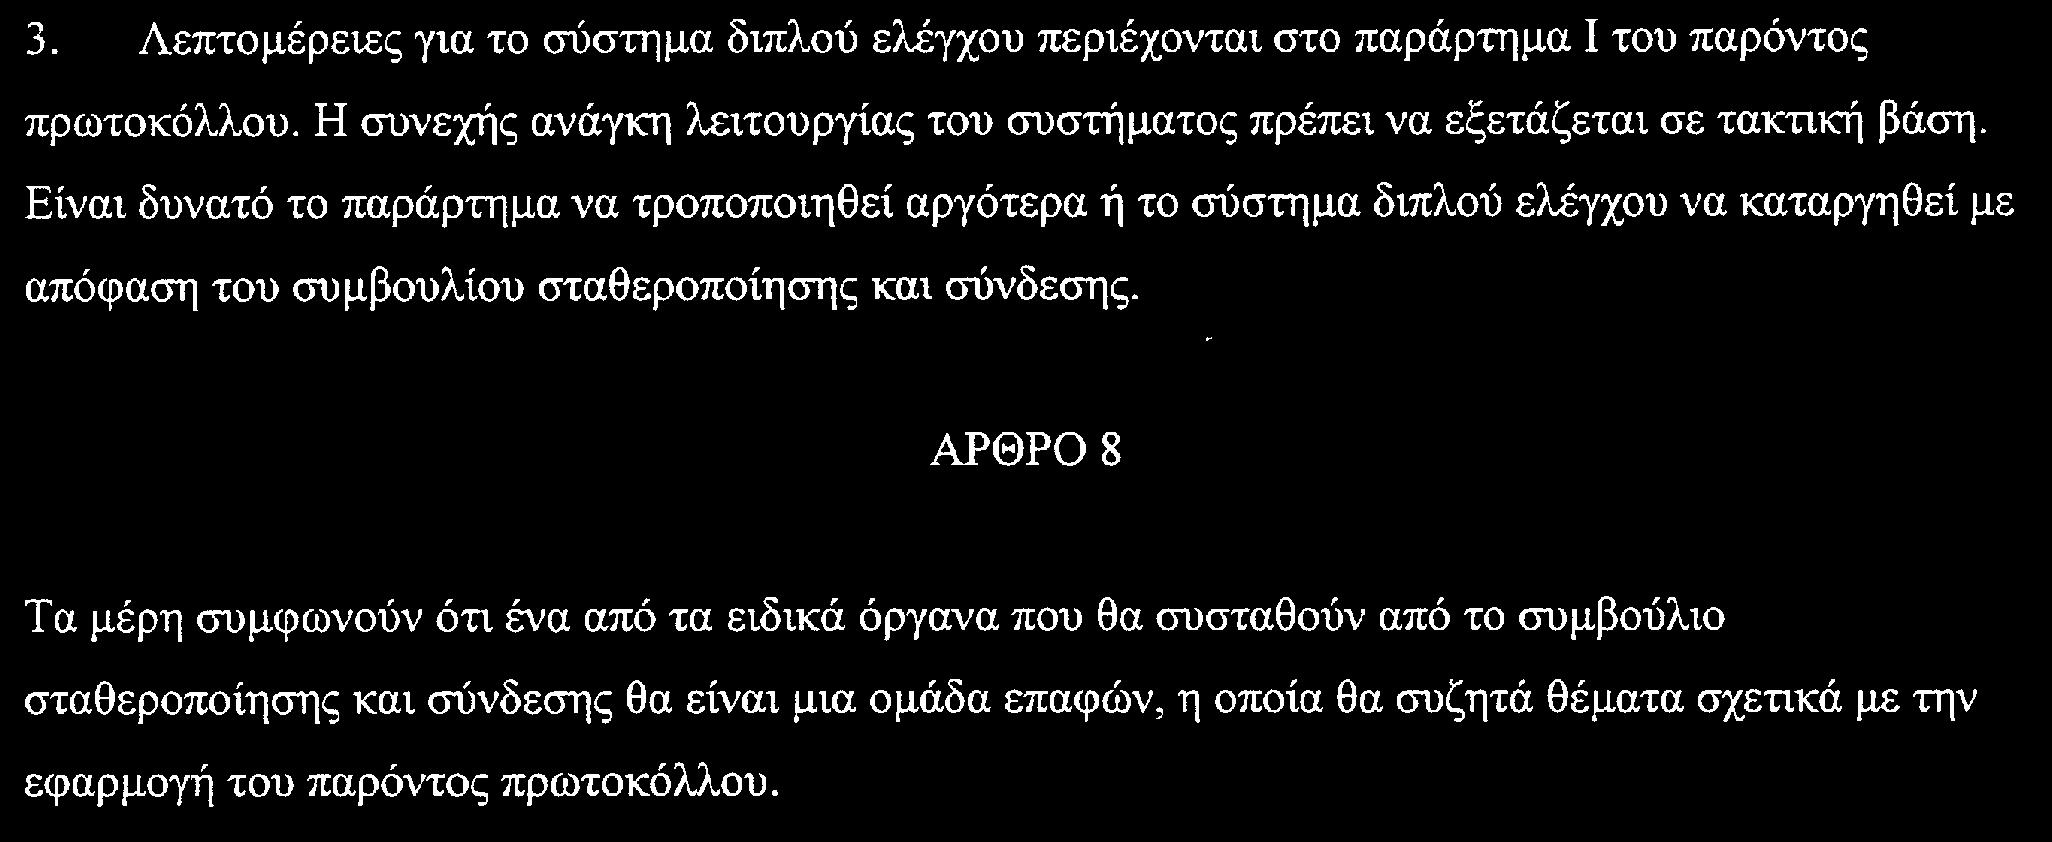 3. Λεπτομέρειες για το σύστημα διπλού ελέγχου περιέχονται στο παράρτημα Ι του παρόντος
πρωτοκόλλου. Η συνεχής ανάγκη λειτουργίας του συστήματος πρέπει να εξετάζεται σε τακτική βάση.
Είναι δυνατό το παράρτημα να τροποποιηθεί αργότερα ή το σύστημα διπλού ελέγχου να καταργηθεί με
απόφαση του συμβουλίου σταθεροποίησης και σύνδεσης.
ΑΡΘΡΟ 8
Τα μέρη συμφωνούν ότι ένα από τα ειδικά όργανα που θα συσταθούν από το συμβούλιο
σταθεροποίησης και σύνδεσης θα είναι μια ομάδα επαφών, η οποία θα συζητά θέματα σχετικά με την
εφαρμογή του παρόντος πρωτοκόλλου.